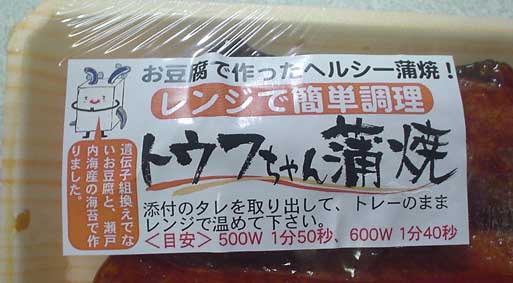 お豆腐で作ったヘルシー蒲焼！
レンジで簡単調理
トウフちゃん蒲焼
遺伝子組換えでな
いお豆腐と、瀬戸
内海産の海苔で作
りました。
添付のタレを取り出して、トレーのまま
レンジで温めて下さい。
＜目安＞ 500W 1分50秒、600W 1分40秒